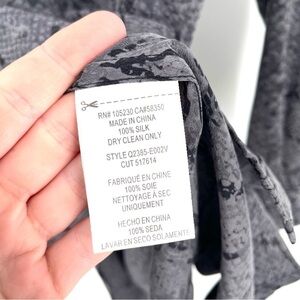 RN# 105230 CA#58350
MADE IN CHINA
100% SILK
DRY CLEAN ONLY
STYLE Q2385-E002V
CUT 517614
FABRIQUÉ EN CHINE
100% SOIE
NETTOYAGE À SEC
UNIQUEMENT
HECHO EN CHINA
100% SEDA
LAVAR EN SECO SOLAMENTE